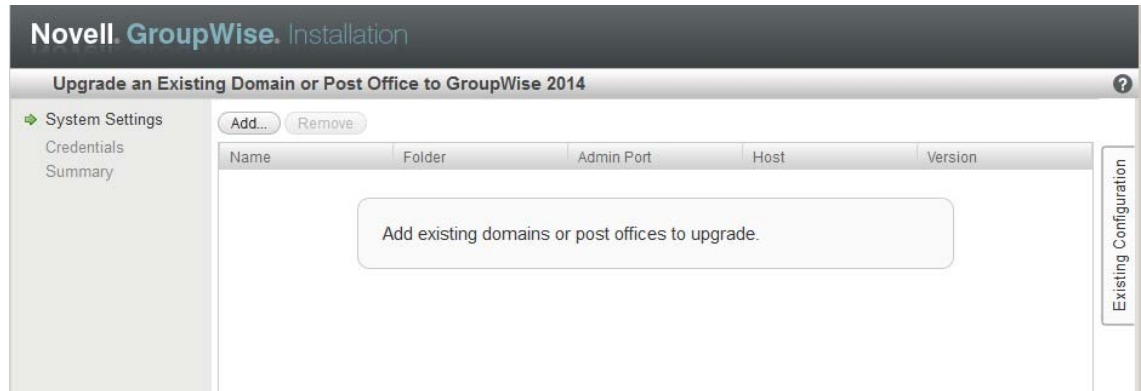 Novell. GroupWise. Installation
Upgrade an Existing Domain or Post Office to GroupWise 2014
?
System Settings
Credentials
Summary
Add... Remove
Name Folder Admin Port Host Version
Add existing domains or post offices to upgrade.
Existing Configuration